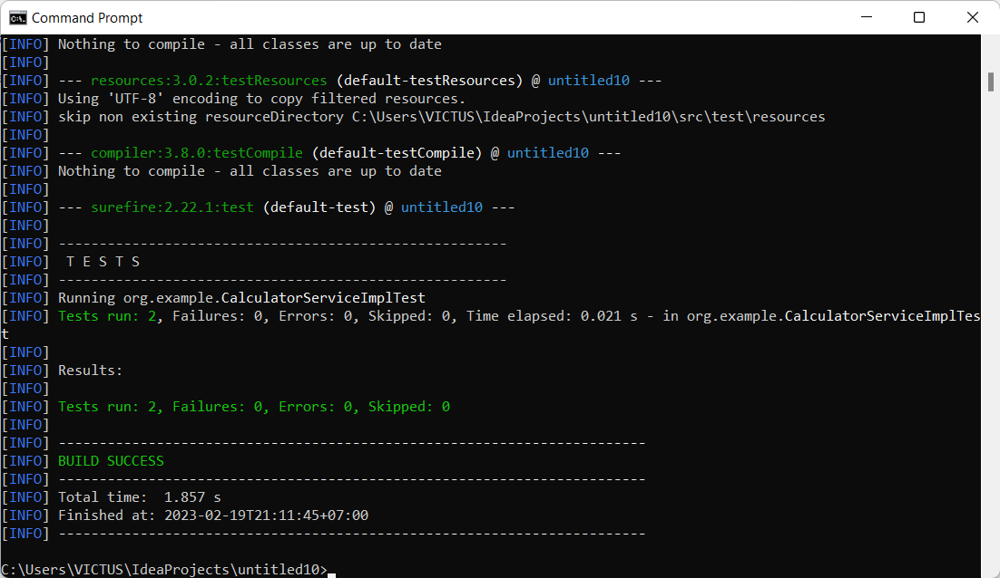 Command Prompt
[INFO] Nothing to compile - all classes are up to date
[INFO]
[INFO] --- resources:3.0.2:testResources (default-testResources) @ untitled10 ---
[INFO] Using 'UTF-8' encoding to copy filtered resources.
[INFO] skip non existing resourceDirectory C:\Users\VICTUS\IdeaProjects\untitled10\src\test\resources
[INFO]
[INFO] --- compiler:3.8.0:testCompile (default-testCompile) @ untitled10 ---
[INFO] Nothing to compile - all classes are up to date
[INFO]
[INFO] --- surefire:2.22.1:test (default-test) @ untitled10 ---
[INFO]
[INFO] -------------------------------------------------------
[INFO]  T E S T S
[INFO] -------------------------------------------------------
[INFO] Running org.example.CalculatorServiceImplTest
[INFO] Tests run: 2, Failures: 0, Errors: 0, Skipped: 0, Time elapsed: 0.021 s - in org.example.CalculatorServiceImplTes
t
[INFO]
[INFO] Results:
[INFO]
[INFO] Tests run: 2, Failures: 0, Errors: 0, Skipped: 0
[INFO]
[INFO] ------------------------------------------------------------------------
[INFO] BUILD SUCCESS
[INFO] ------------------------------------------------------------------------
[INFO] Total time:  1.857 s
[INFO] Finished at: 2023-02-19T21:11:45+07:00
[INFO] ------------------------------------------------------------------------
C:\Users\VICTUS\IdeaProjects\untitled10>